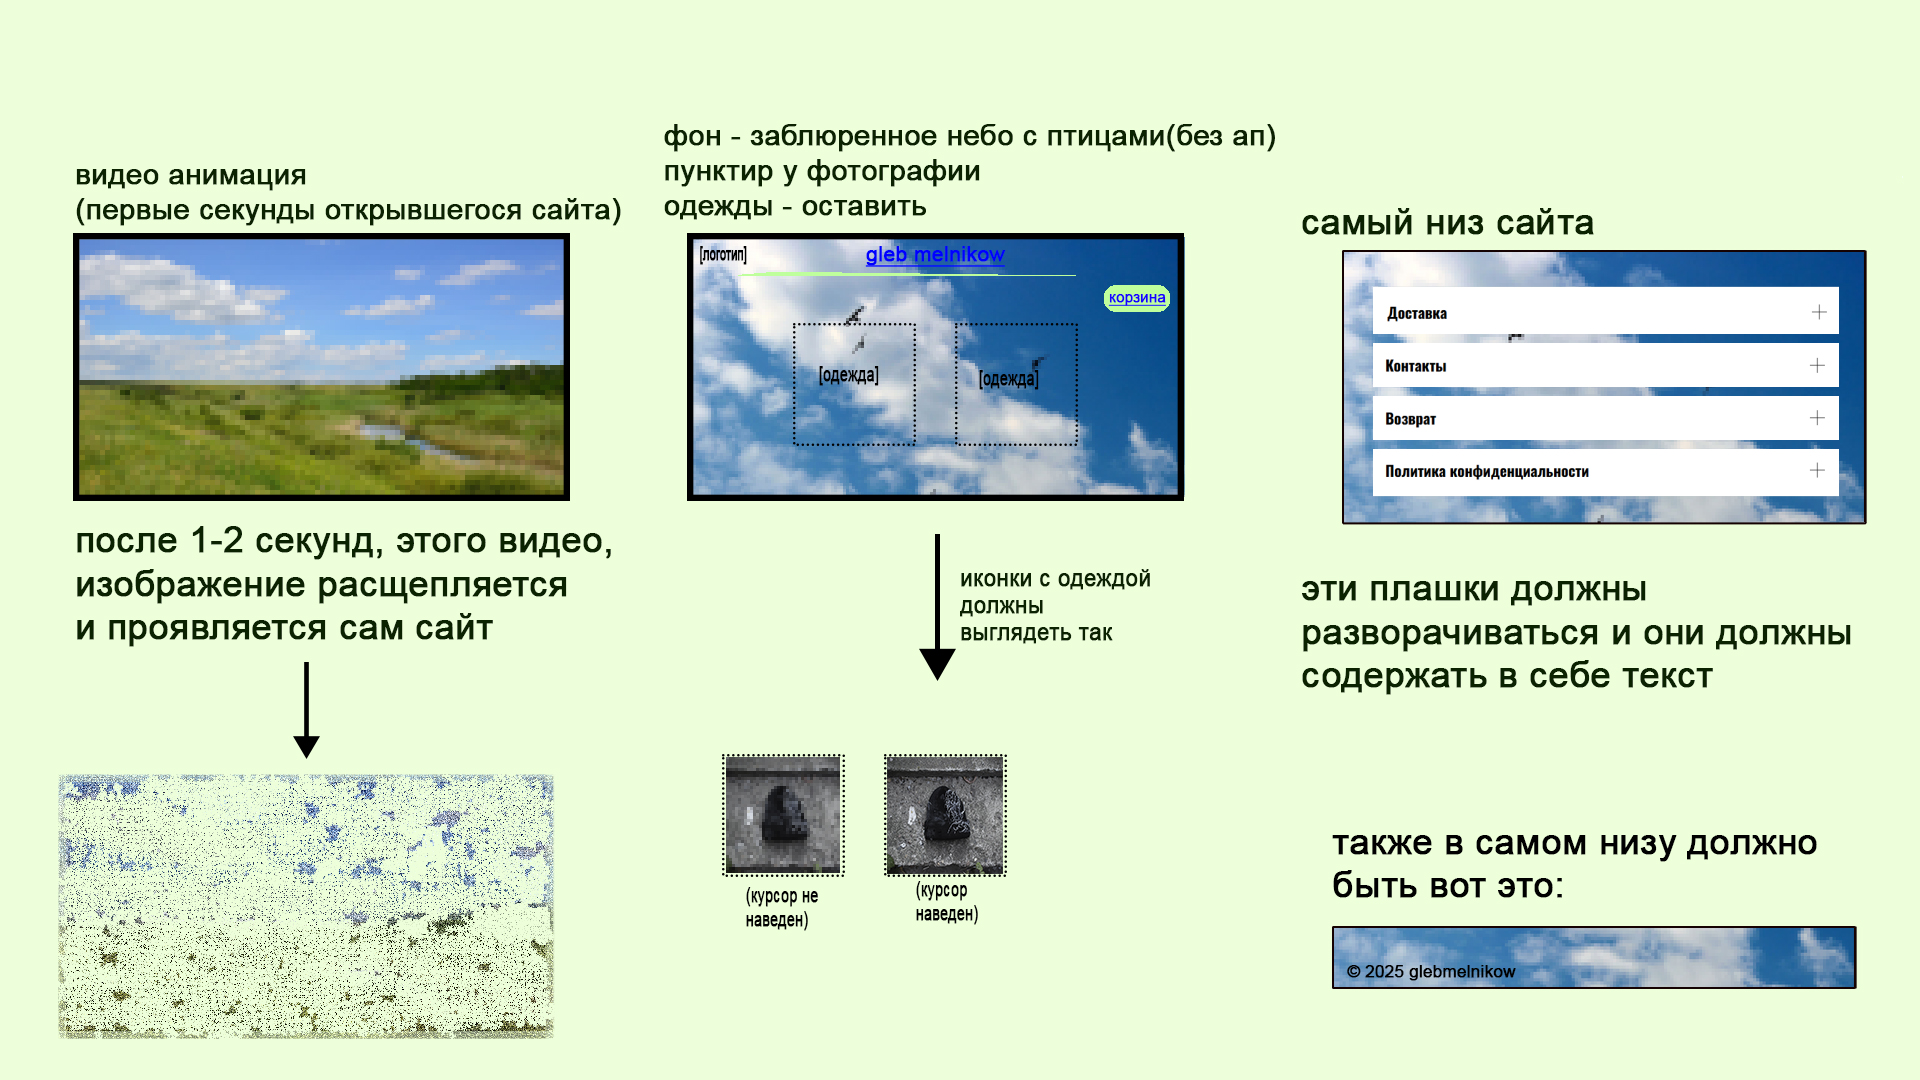 видео анимация
(первые секунды открывшегося сайта)
после 1-2 секунд, этого видео,
изображение расщепляется
и проявляется сам сайт
фон - заблюренное небо с птицами(без ап)
пунктир у фотографии
одежды - оставить
[логотип]
gleb melnikow
корзина
[одежда]
[одежда]
иконки с одеждой
должны
выглядеть так
(курсор не
наведен)
(курсор
наведен)
самый низ сайта
Доставка
Контакты
Возврат
Политика конфиденциальности
эти плашки должны
разворачиваться и они должны
содержать в себе текст
также в самом низу должно
быть вот это:
© 2025 glebmelnikow